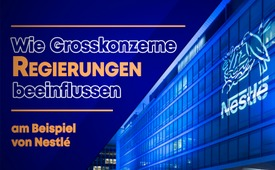 Wie Grosskonzerne
REGIERUNGEN
beeinflussen
am Beispiel
von Nestlé
Nestlé